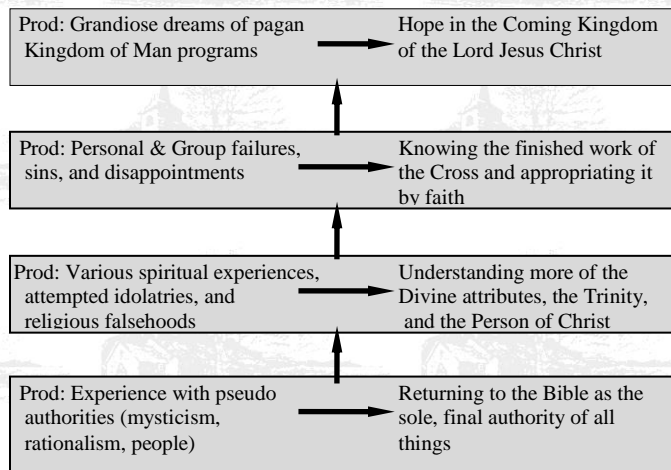 Prod: Grandiose dreams of pagan
Kingdom of Man programs
Hope in the Coming Kingdom
of the Lord Jesus Christ
Prod: Personal & Group failures,
sins, and disappointments
Knowing the finished work of
the Cross and appropriating it
by faith
Prod: Various spiritual experiences,
attempted idolatries, and
religious falsehoods
Understanding more of the
Divine attributes, the Trinity,
and the Person of Christ
Prod: Experience with pseudo
authorities (mysticism,
rationalism, people)
Returning to the Bible as the
sole, final authority of all
things